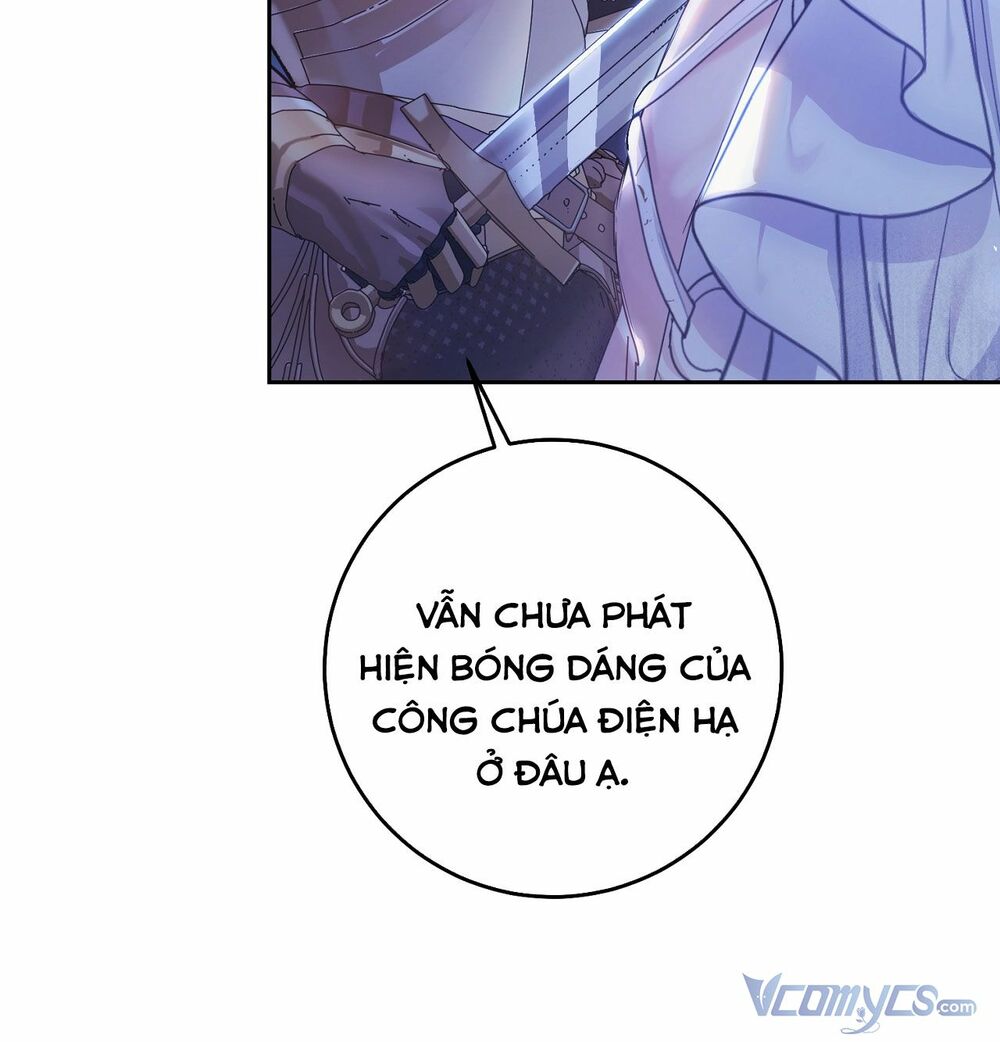 VẪN CHƯA PHÁT
HIỆN BÓNG DÁNG CỦA
CÔNG CHÚA ĐIỆN HẠ
Ở ĐÂU Ạ.
VCOMYCS.com